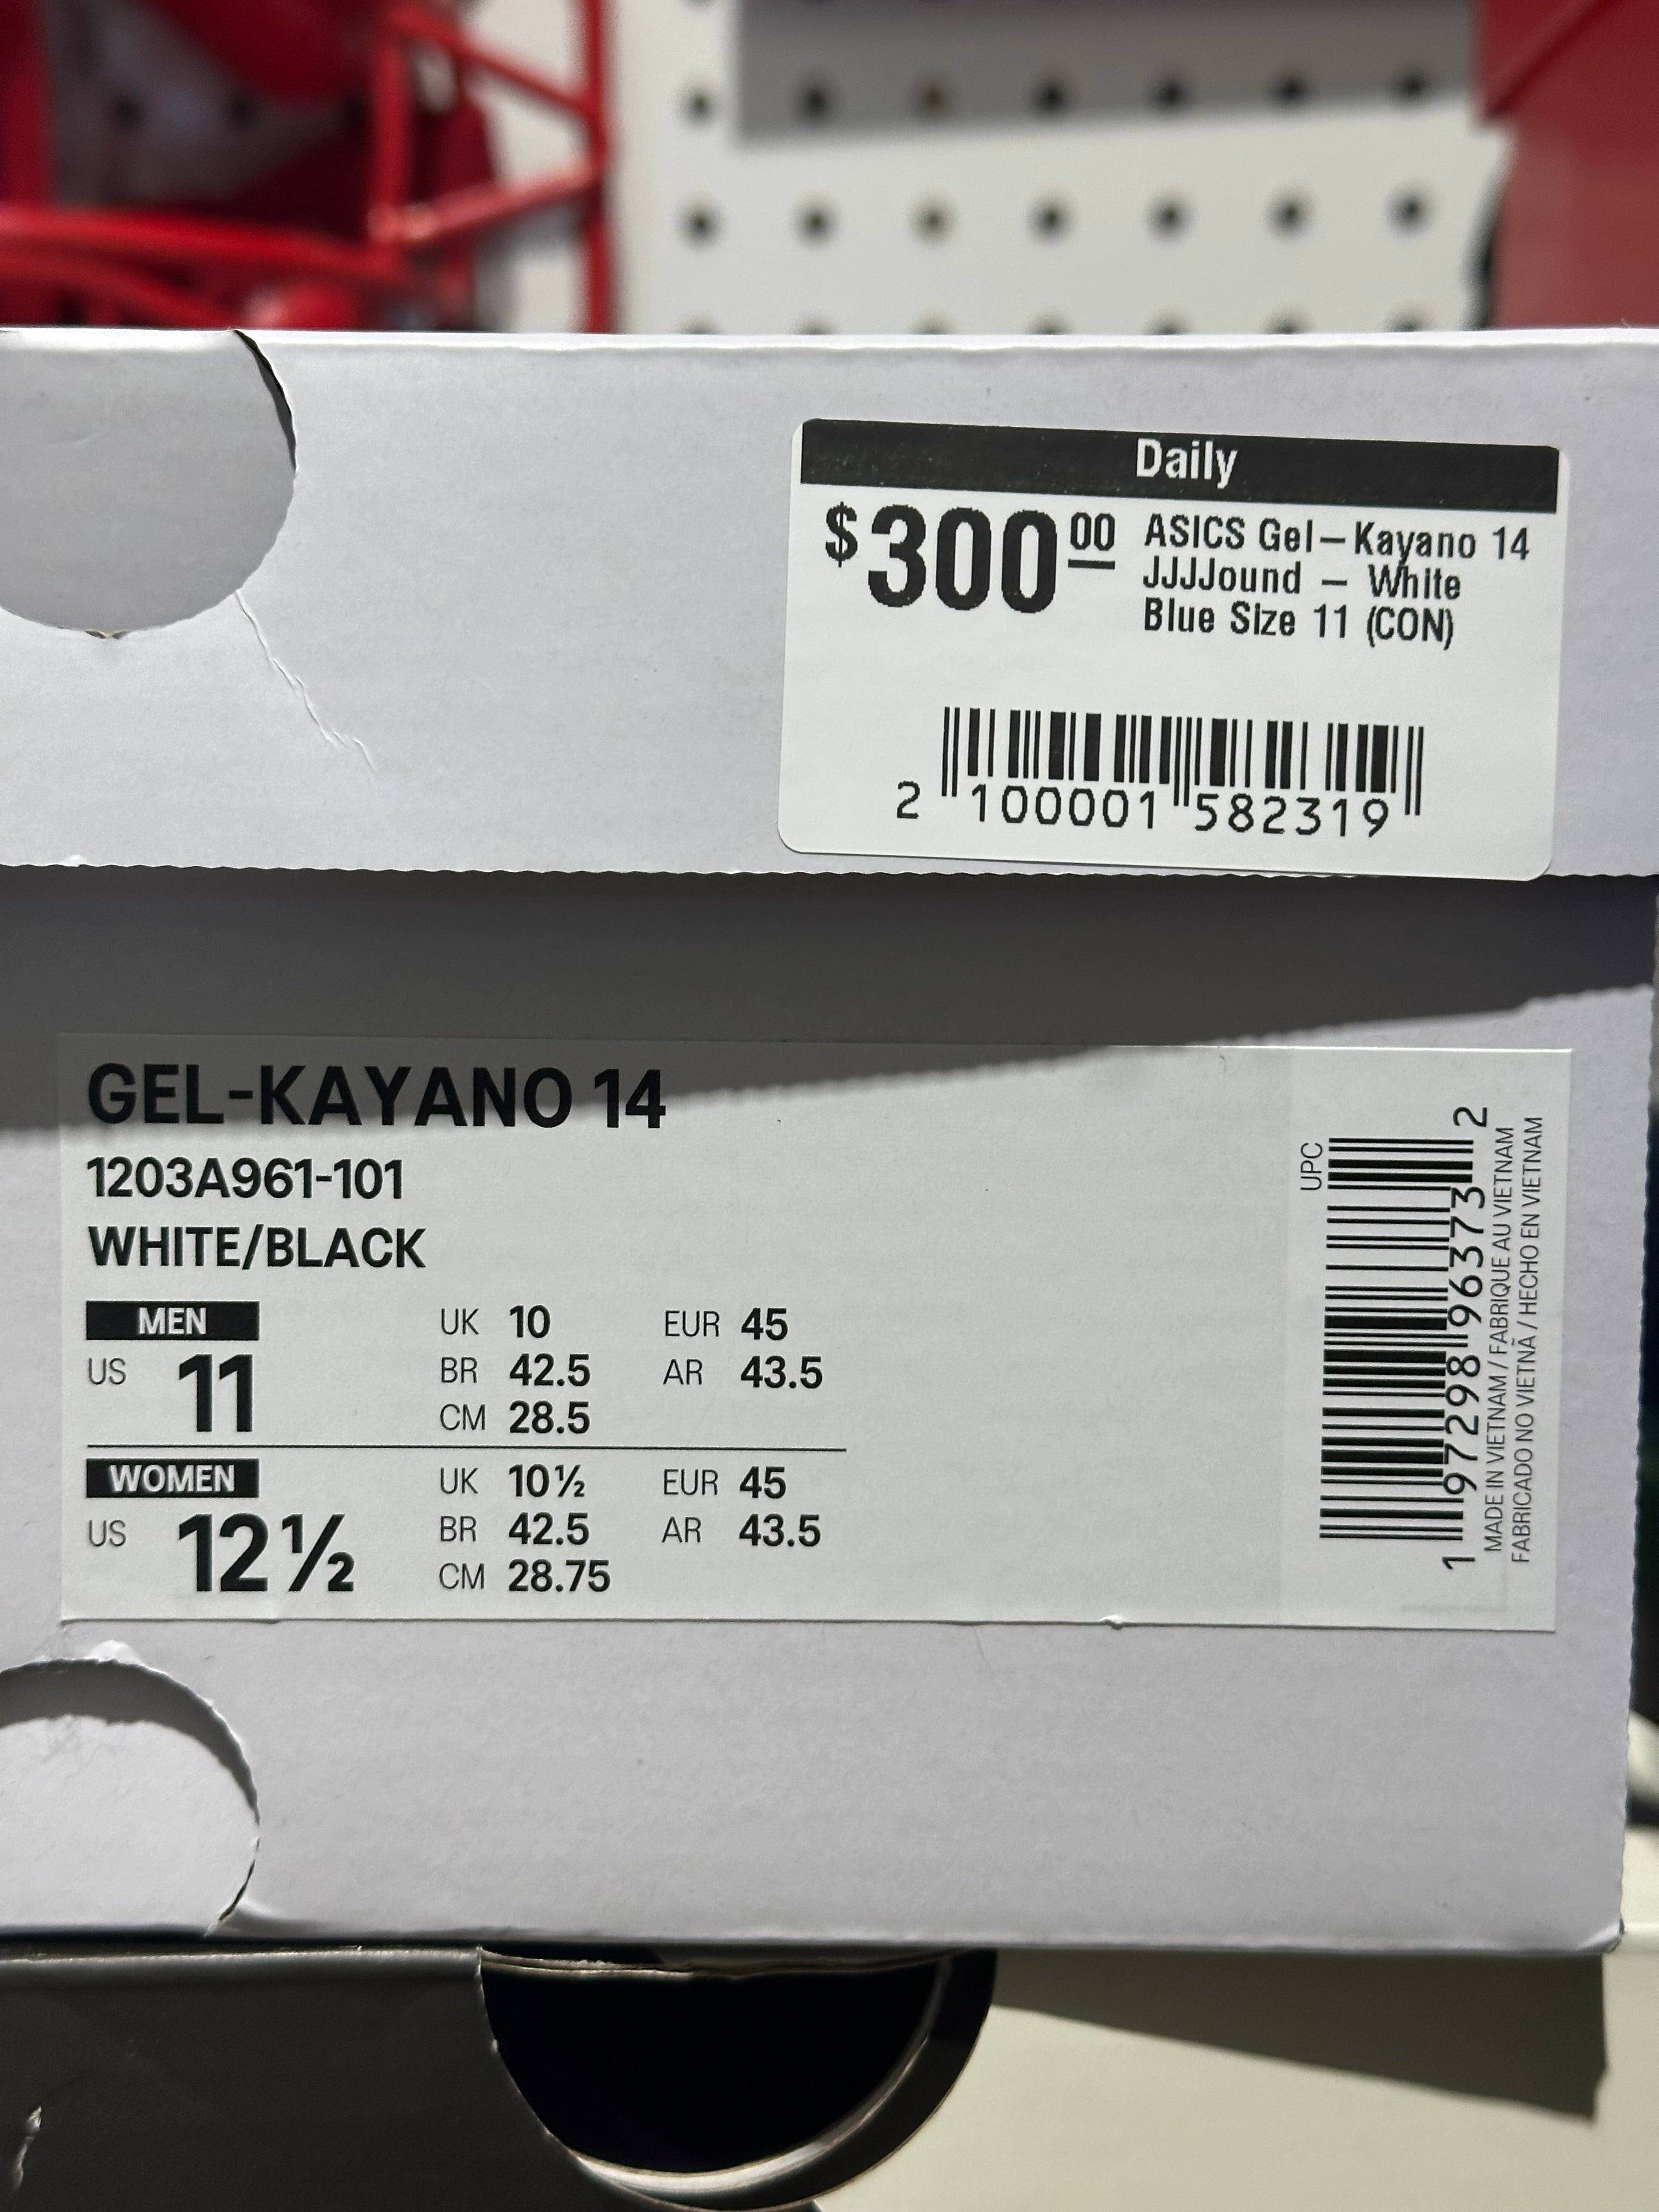 Daily
$300 00 ASICS Gel-Kayano 14
JJJJound - White
Blue Size 11 (CON)
2 100001 582319
GEL-KAYANO 14
1203A961-101
WHITE/BLACK
MEN
US 11
UK 10 EUR 45
BR 42.5 AR 43.5
CM 28.5
WOMEN
US 12½
UK 10½ EUR 45
BR 42.5 AR 43.5
CM 28.75
UPC
1 97298 96373 2
MADE IN VIETNAM / FABRIQUE AU VIETNAM
FABRICADO NO VIETNÃ / HECHO EN VIETNAM